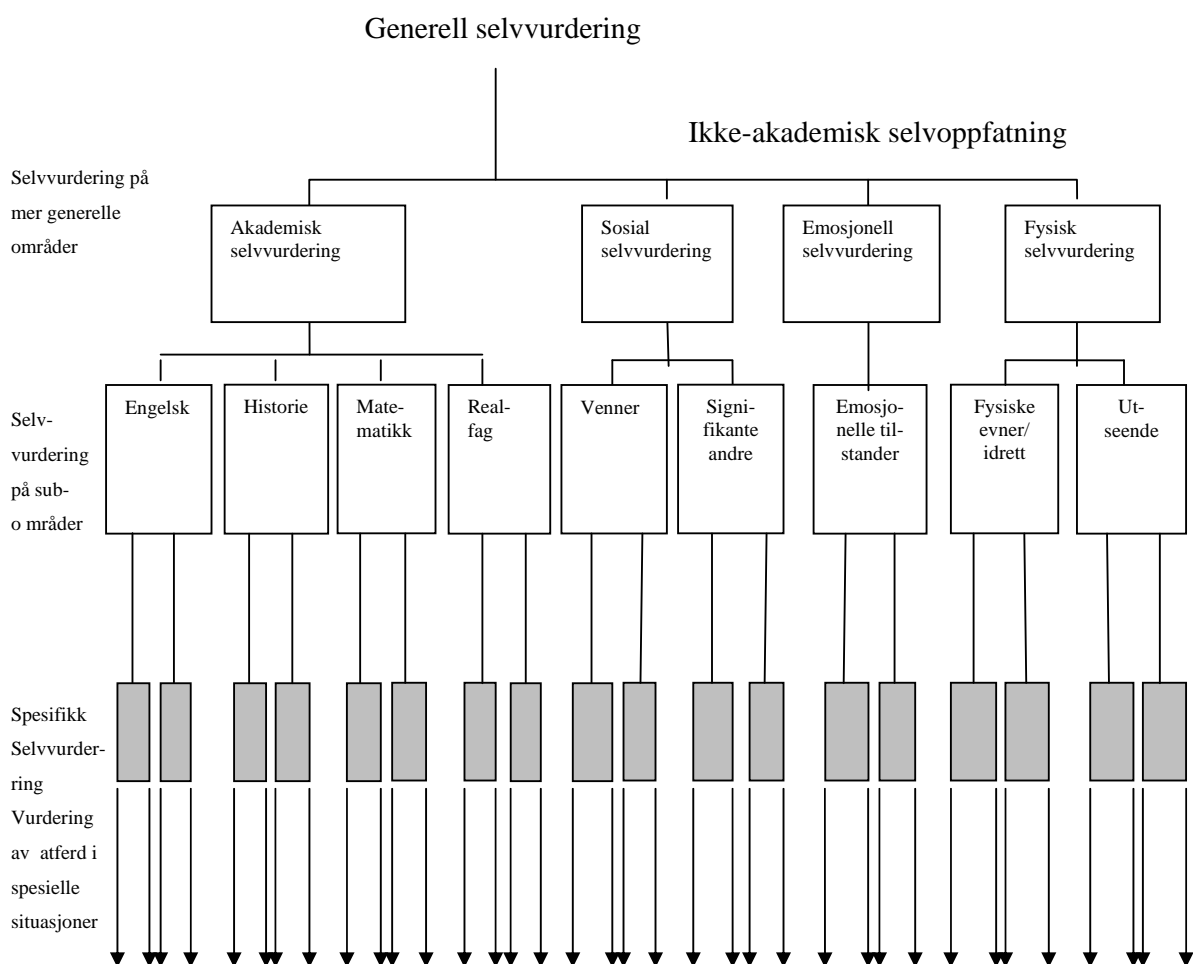 Generell selvvurdering
Ikke-akademisk selvoppfatning
Selvvurdering på
mer generelle
områder
Akademisk
selvvurdering
Sosial
selvvurdering
Emosjonell
selvvurdering
Fysisk
selvvurdering
Selv-
vurdering
på sub-
o mråder
Engelsk
Historie
Mate-
matikk
Real-
fag
Venner
Signi-
fikante
andre
Emosjo-
nelle til-
stander
Fysiske
evner/
idrett
Ut-
seende
Spesifikk
Selvvurder-
ring
Vurdering
av atferd i
spesielle
situasjoner